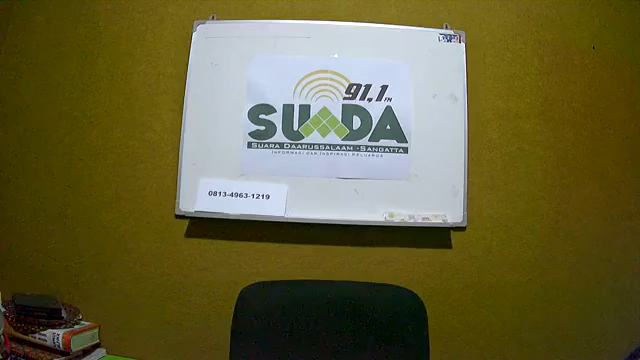 91,1 FM
SUADA
SUARA DAARUSSALAAM - SANGATTA
INFORMASI DAN INSPIRASI KELUARGA
0813-4963-1219